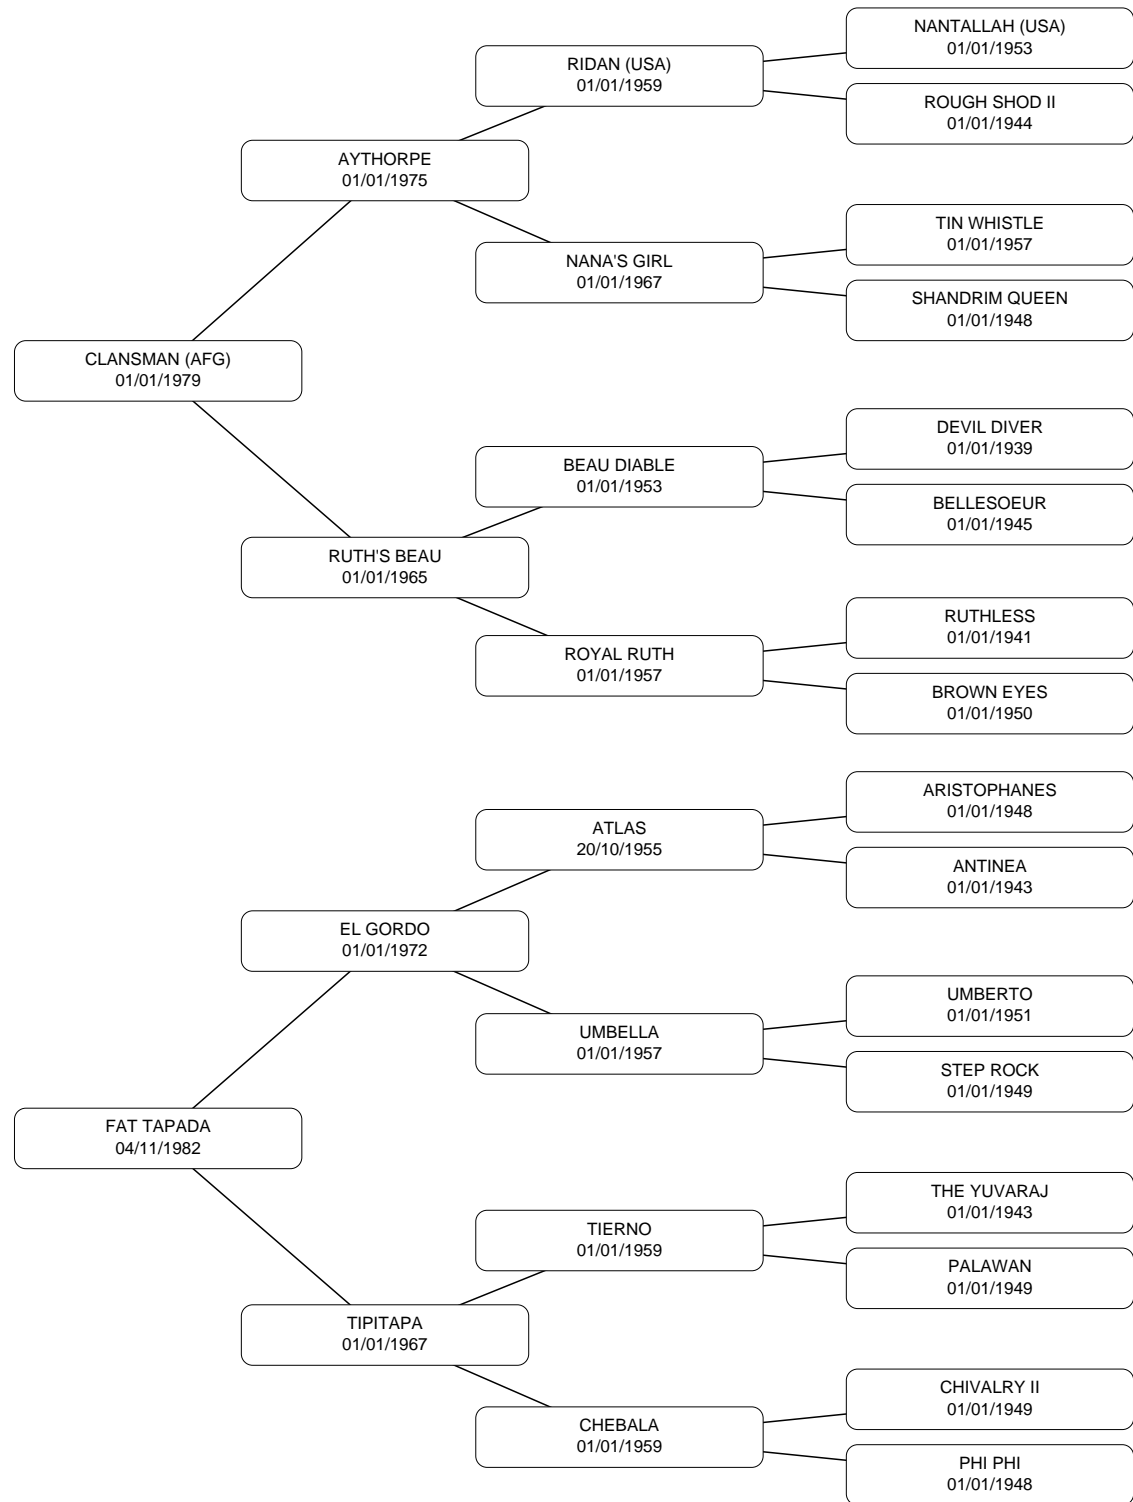 NANTALLAH (USA)
01/01/1953
RIDAN (USA)
01/01/1959
ROUGH SHOD II
01/01/1944
AYTHORPE
01/01/1975
TIN WHISTLE
01/01/1957
NANA'S GIRL
01/01/1967
SHANDRIM QUEEN
01/01/1948
CLANSMAN (AFG)
01/01/1979
DEVIL DIVER
01/01/1939
BEAU DIABLE
01/01/1953
BELLESOEUR
01/01/1945
RUTH'S BEAU
01/01/1965
RUTHLESS
01/01/1941
ROYAL RUTH
01/01/1957
BROWN EYES
01/01/1950
ARISTOPHANES
01/01/1948
ATLAS
20/10/1955
ANTINEA
01/01/1943
EL GORDO
01/01/1972
UMBERTO
01/01/1951
UMBELLA
01/01/1957
STEP ROCK
01/01/1949
FAT TAPADA
04/11/1982
THE YUVARAJ
01/01/1943
TIERNO
01/01/1959
PALAWAN
01/01/1949
TIPITAPA
01/01/1967
CHIVALRY II
01/01/1949
CHEBALA
01/01/1959
PHI PHI
01/01/1948